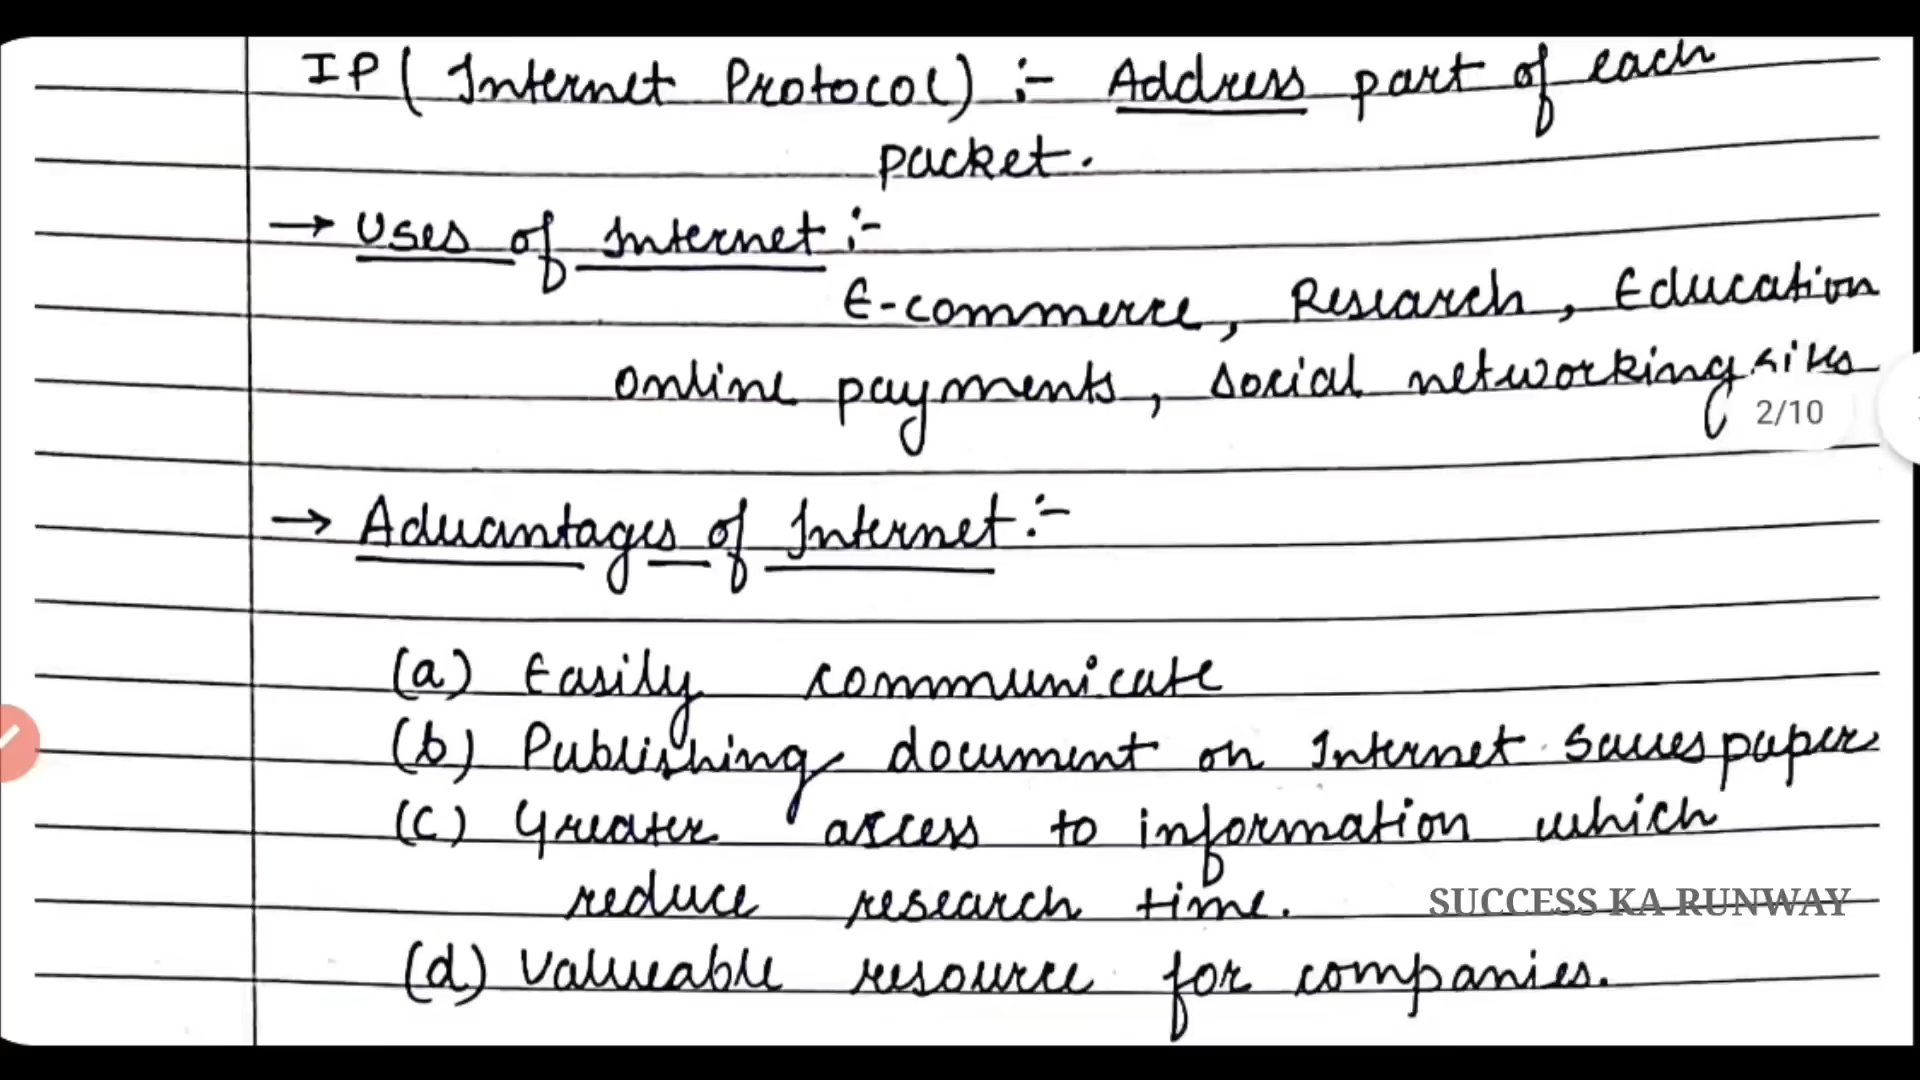 IP ( Internet Protocol) :- Address part of each
packet.
→ Uses of Internet :-
E-commerce, Research, Education
online payments, social networking sites
2/10
→ Advantages of Internet :-
(a) Easily communicate
(b) Publishing document on Internet saves paper
(c) Greater access to information which
reduce research time.
SUCCESS KA RUNWAY
(d) Valueable resource for companies.